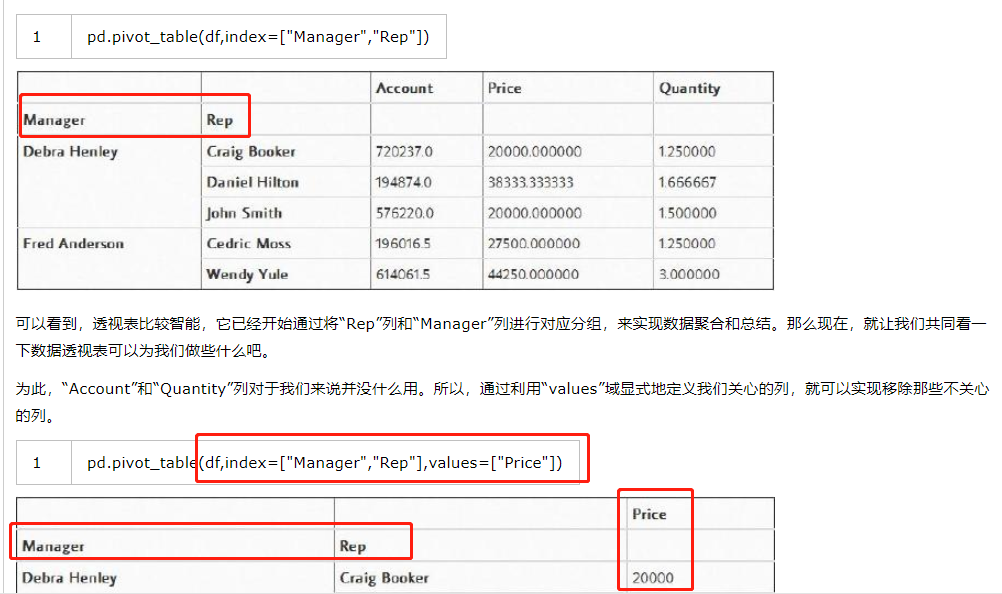 1 pd.pivot_table(df,index=["Manager","Rep"])
Account Price Quantity
Manager Rep
Debra Henley Craig Booker 720237.0 20000.000000 1.250000
Daniel Hilton 194874.0 38333.333333 1.666667
John Smith 576220.0 20000.000000 1.500000
Fred Anderson Cedric Moss 196016.5 27500.000000 1.250000
Wendy Yule 614061.5 44250.000000 3.000000
可以看到，透视表比较智能，它已经开始通过将“Rep”列和“Manager”列进行对应分组，来实现数据聚合和总结。那么现在，就让我们共同看一
下数据透视表可以为我们做些什么吧。
为此，“Account”和“Quantity”列对于我们来说并没什么用。所以，通过利用“values”域显式地定义我们关心的列，就可以实现移除那些不关心
的列。
1 pd.pivot_table(df,index=["Manager","Rep"],values=["Price"])
Price
Manager Rep
Debra Henley Craig Booker 20000